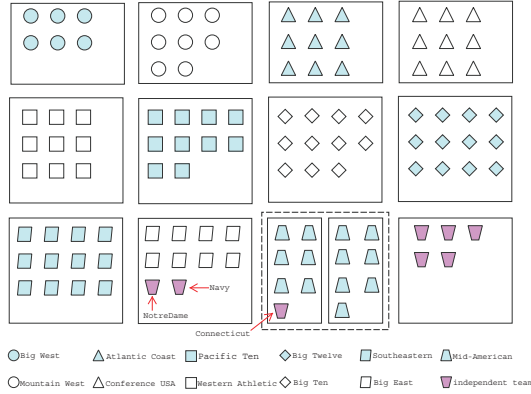 Navy
NotreDame
Connecticut
Big West
Atlantic Coast
Pacific Ten
Big Twelve
Southeastern
Mid-American
Mountain West
Conference USA
Western Athletic
Big Ten
Big East
independent team